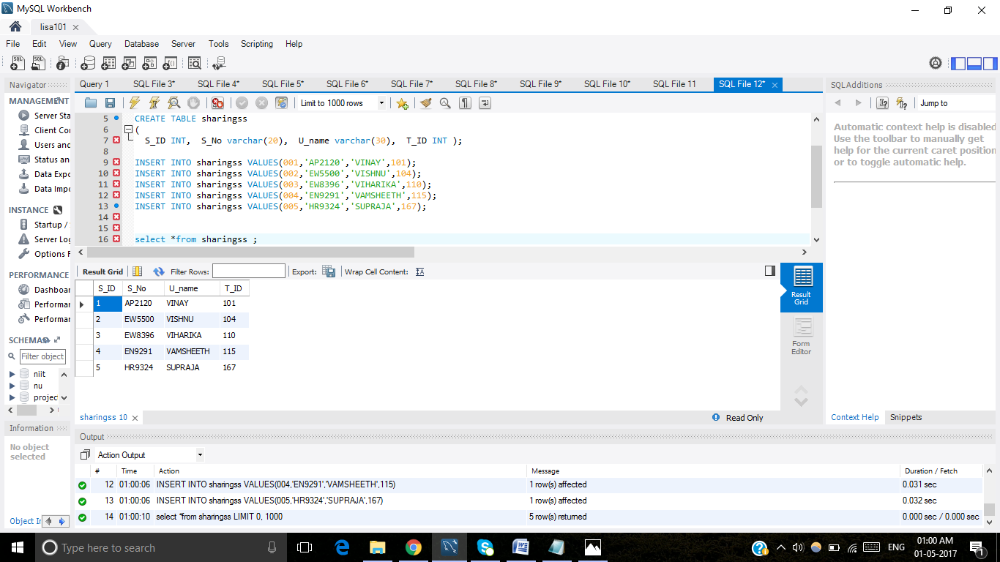 MySQL Workbench
lisa101
File Edit View Query Database Server Tools Scripting Help
Navigator
MANAGEMENT
Server Sta
Client Con
Users and
Status an
Data Expo
Data Impo
INSTANCE
Startup /
Server Log
Options F
PERFORMANCE
Dashboar
Performar
Performar
SCHEMAS
Filter object
niit
nu
project
Information
No object
selected
Object In
Query 1 SQL File 3* SQL File 4* SQL File 5* SQL File 6* SQL File 7* SQL File 8* SQL File 9* SQL File 10* SQL File 11 SQL File 12*
Limit to 1000 rows
5 CREATE TABLE sharingss
6 (
7 S_ID INT, S_No varchar(20), U_name varchar(30), T_ID INT );
8
9 INSERT INTO sharingss VALUES(001,'AP2120','VINAY',101);
10 INSERT INTO sharingss VALUES(002,'EW5500','VISHNU',104);
11 INSERT INTO sharingss VALUES(003,'EW8396','VIHARIKA',110);
12 INSERT INTO sharingss VALUES(004,'EN9291','VAMSHEETH',115);
13 INSERT INTO sharingss VALUES(005,'HR9324','SUPRAJA',167);
14
15
16 select *from sharingss ;
Result Grid Filter Rows: Export: Wrap Cell Content:
S_ID S_No U_name T_ID
1 AP2120 VINAY 101
2 EW5500 VISHNU 104
3 EW8396 VIHARIKA 110
4 EN9291 VAMSHEETH 115
5 HR9324 SUPRAJA 167
Result
Grid
Form
Editor
sharingss 10
Read Only
SQLAdditions
Jump to
Automatic context help is disabled
Use the toolbar to manually get
help for the current caret position
or to toggle automatic help.
Context Help Snippets
Output
Action Output
# Time Action Message Duration / Fetch
12 01:00:06 INSERT INTO sharingss VALUES(004,'EN9291','VAMSHEETH',115) 1 row(s) affected 0.031 sec
13 01:00:06 INSERT INTO sharingss VALUES(005,'HR9324','SUPRAJA',167) 1 row(s) affected 0.032 sec
14 01:00:10 select *from sharingss LIMIT 0, 1000 5 row(s) returned 0.000 sec / 0.000 sec
Type here to search
ENG
01:00 AM
01-05-2017
1